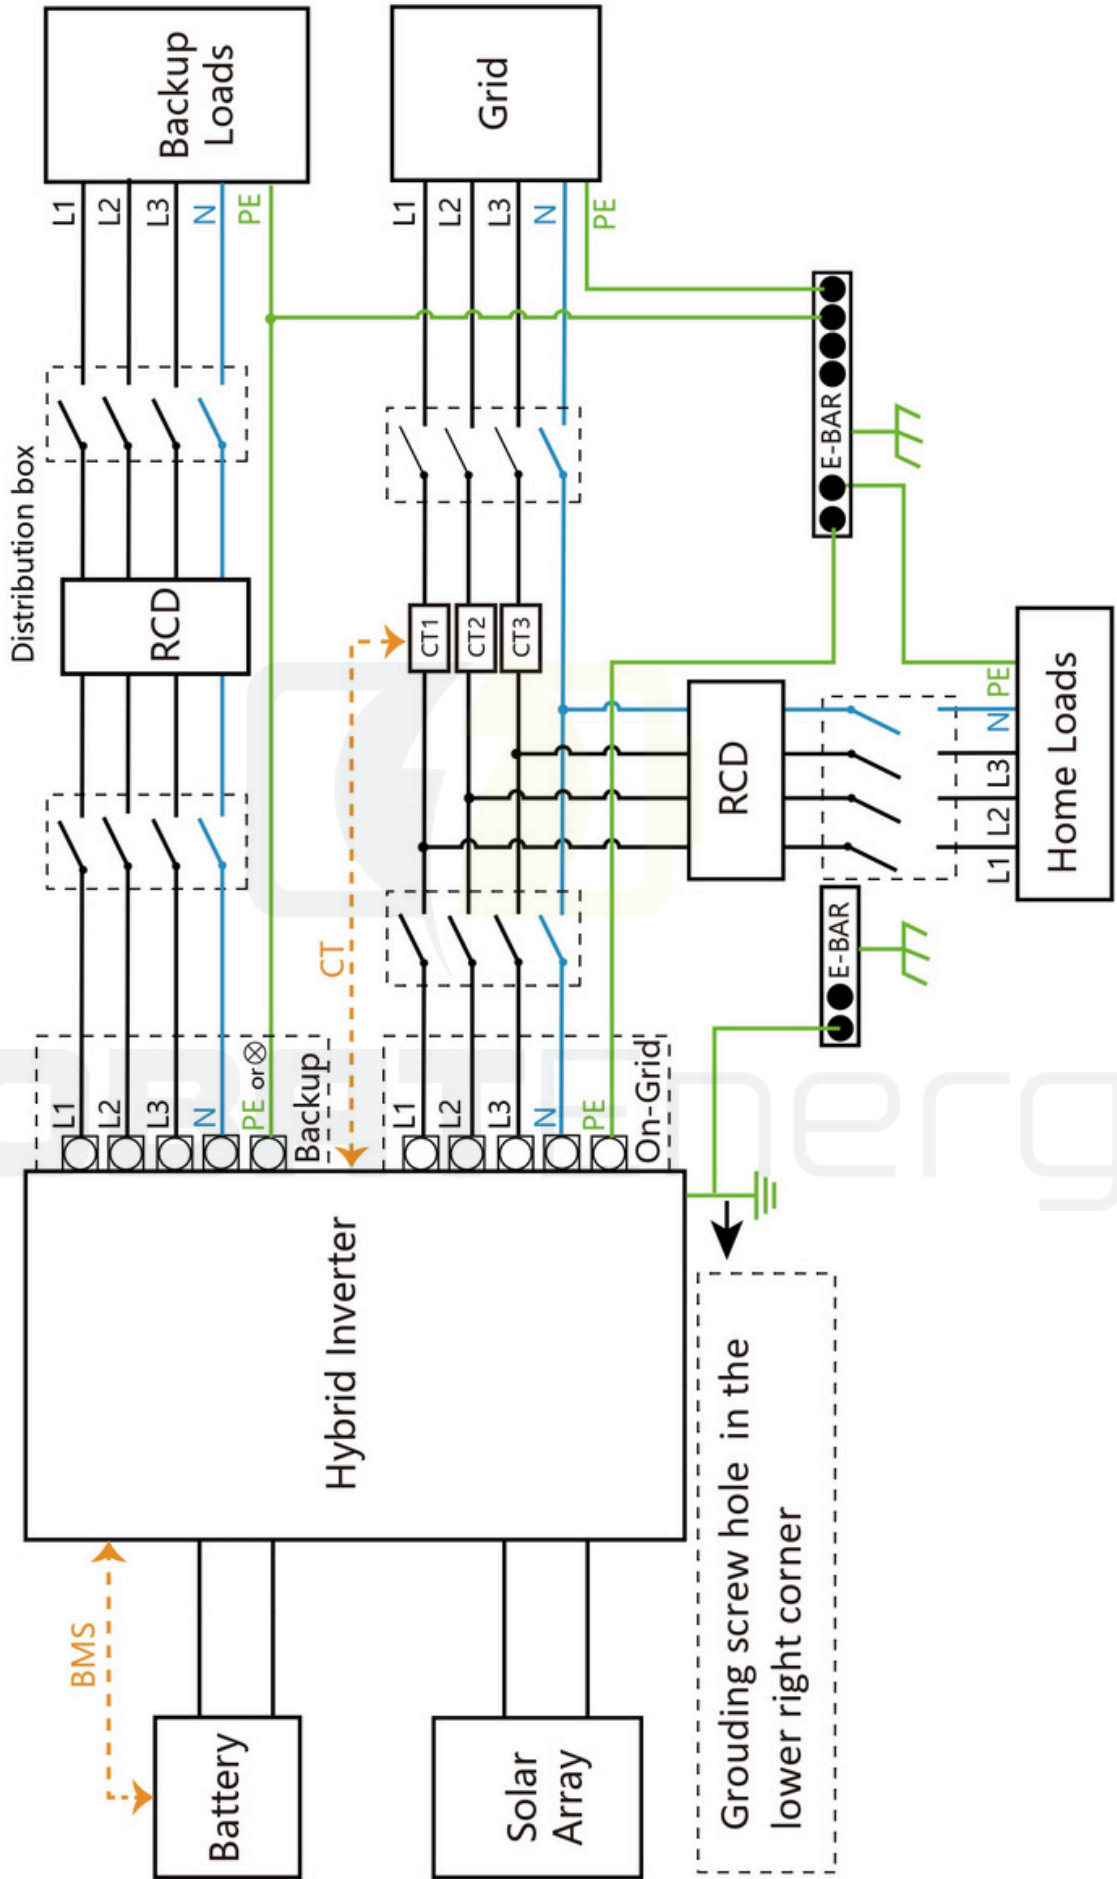 Distribution box
BMS
Battery
Solar
Array
Hybrid Inverter
L1
L2
L3
N
PE or⊗
Backup
RCD
L1
L2
L3
N
PE
Backup
Loads
CT
L1
L2
L3
N
PE
On-Grid
CT1
CT2
CT3
L1
L2
L3
N
PE
Grid
RCD
E-BAR
E-BAR
L1
L2
L3
N
PE
Home Loads
Grouding screw hole in the
lower right corner